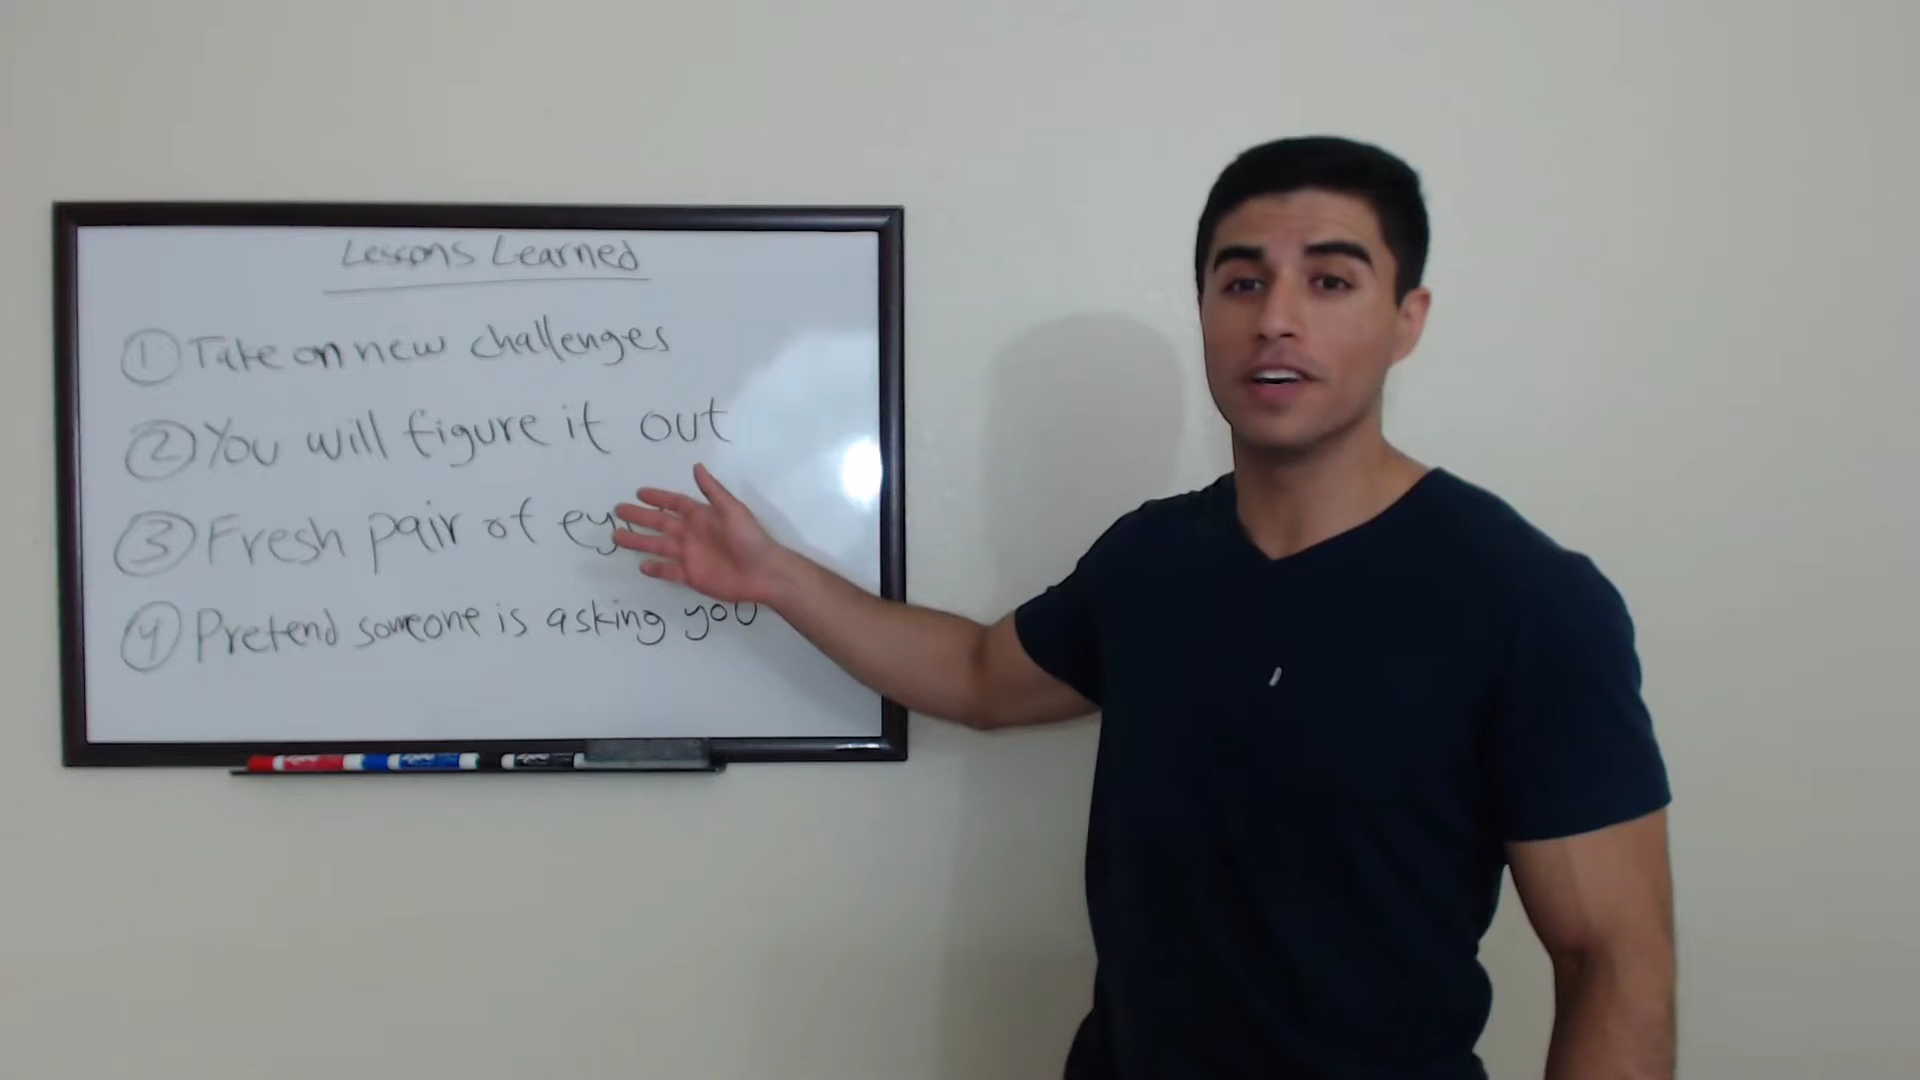 Lessons Learned
① Take on new challenges
② You will figure it out
③ Fresh pair of
④ Pretend someone is asking you